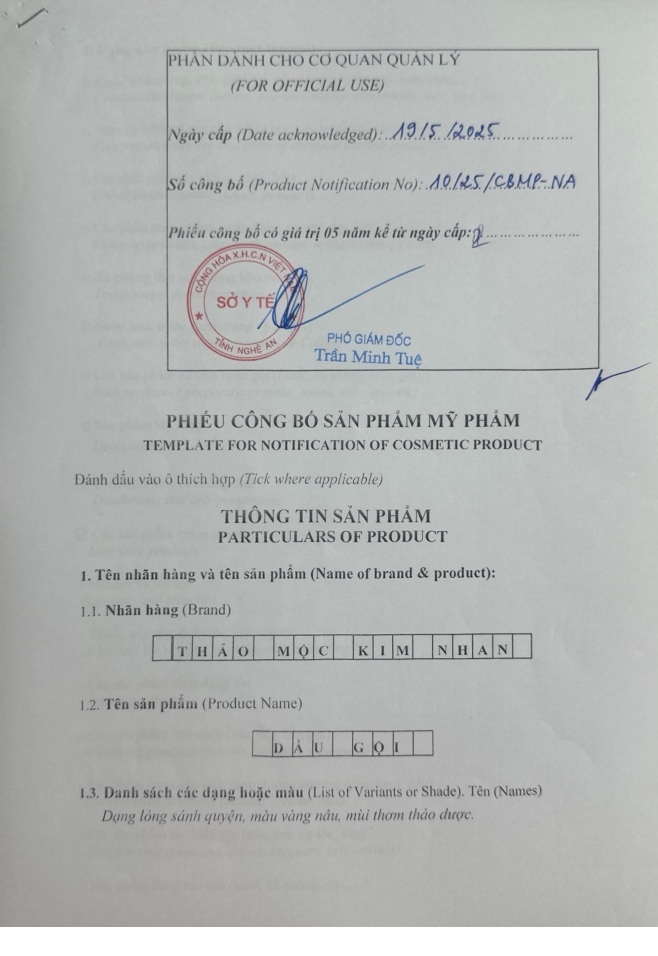 PHẦN DÀNH CHO CƠ QUAN QUẢN LÝ
(FOR OFFICIAL USE)
Ngày cấp (Date acknowledged): ..19/5/2025..................
Số công bố (Product Notification No): .10/25/CBMP-NA
Phiếu công bố có giá trị 05 năm kể từ ngày cấp:....................
CỘNG HÒA X.H.C.N VIỆT NAM
SỞ Y TẾ
TỈNH NGHỆ AN
PHÓ GIÁM ĐỐC
Trần Minh Tuệ
PHIẾU CÔNG BỐ SẢN PHẨM MỸ PHẨM
TEMPLATE FOR NOTIFICATION OF COSMETIC PRODUCT
Đánh dấu vào ô thích hợp (Tick where applicable)
THÔNG TIN SẢN PHẨM
PARTICULARS OF PRODUCT
1. Tên nhãn hàng và tên sản phẩm (Name of brand & product):
1.1. Nhãn hàng (Brand)
THẢO MỘC KIM NHAN
1.2. Tên sản phẩm (Product Name)
DẦU GỘI
1.3. Danh sách các dạng hoặc màu (List of Variants or Shade). Tên (Names)
Dạng lỏng sánh quyện, màu vàng nâu, mùi thơm thảo dược.